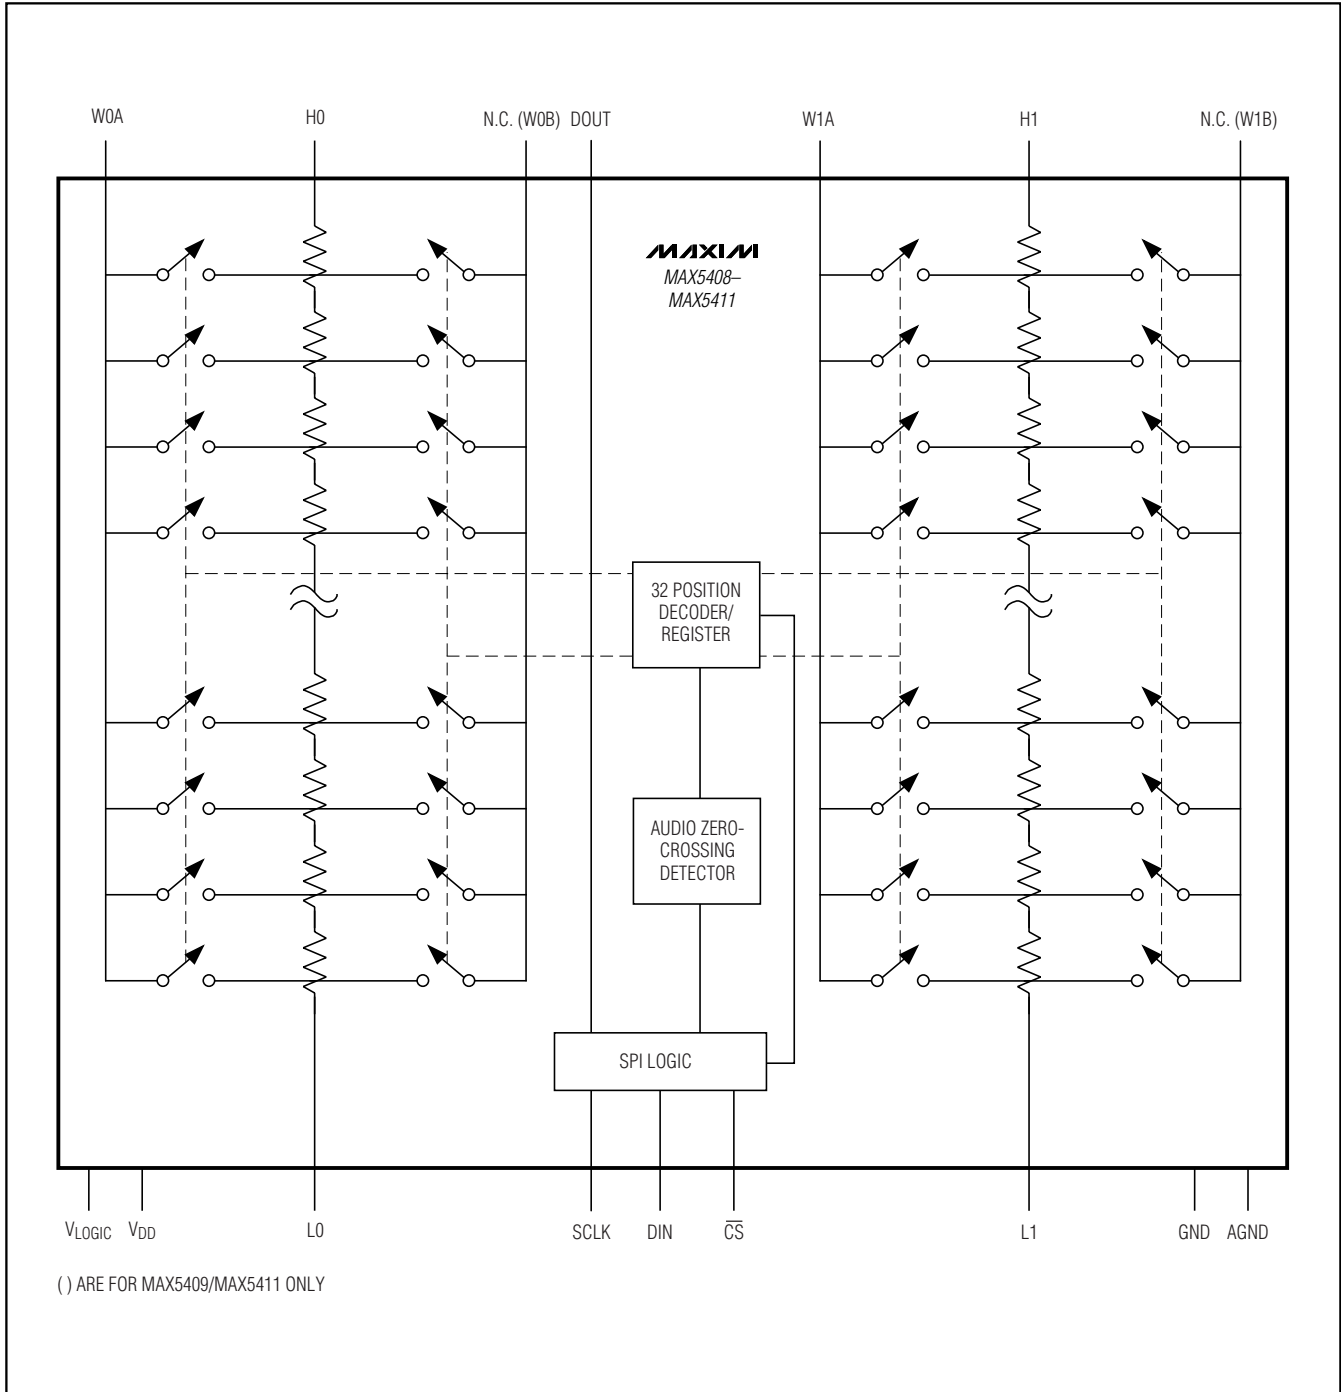 W0A H0 N.C. (W0B) DOUT W1A H1 N.C. (W1B)
MAXIM
MAX5408–
MAX5411
32 POSITION
DECODER/
REGISTER
AUDIO ZERO-
CROSSING
DETECTOR
SPI LOGIC
VLOGIC VDD L0 SCLK DIN C̅S̅ L1 GND AGND
( ) ARE FOR MAX5409/MAX5411 ONLY